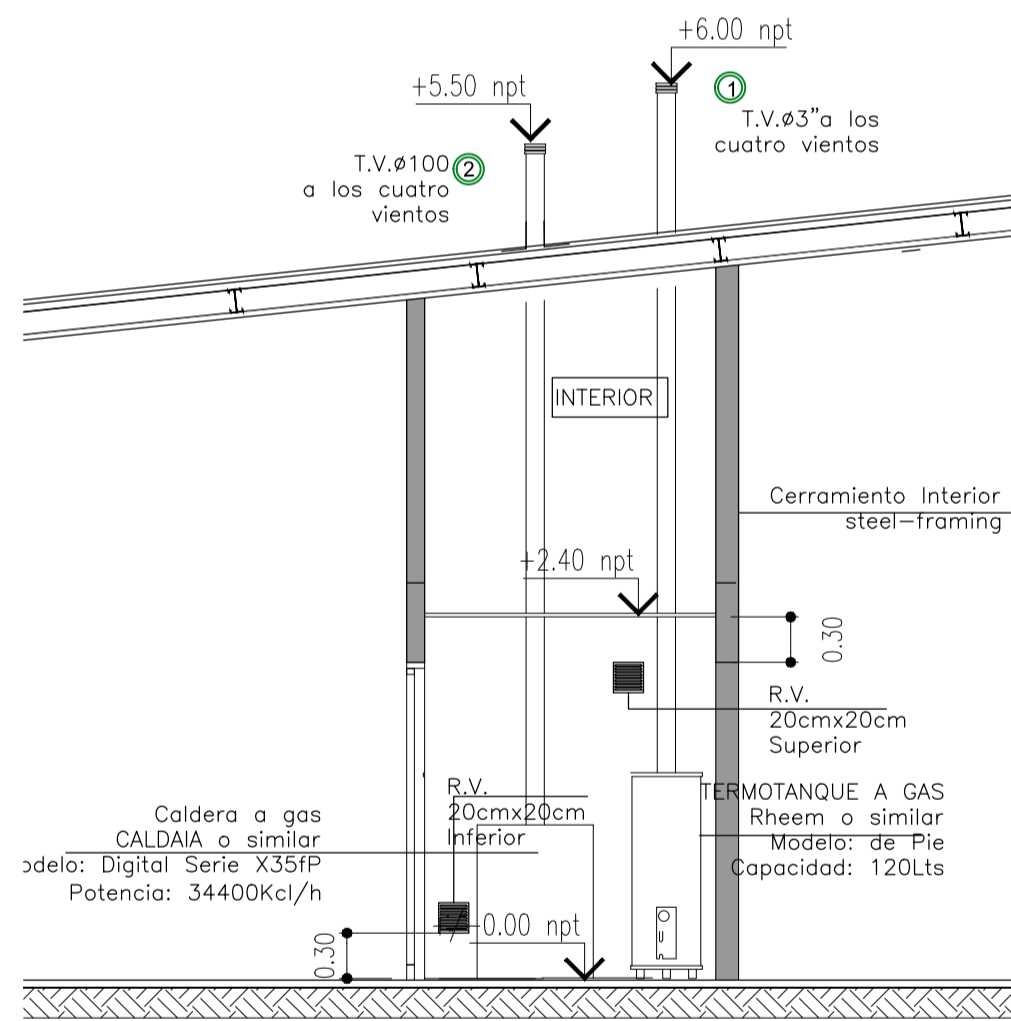 +6.00 npt
+5.50 npt
1
T.V.ø3"a los
cuatro vientos
T.V.ø100
2
a los cuatro
vientos
INTERIOR
Cerramiento Interior
steel-framing
+2.40 npt
0.30
R.V.
20cmx20cm
Superior
R.V.
20cmx20cm
Inferior
TERMOTANQUE A GAS
Rheem o similar
Modelo: de Pie
Capacidad: 120Lts
Caldera a gas
CALDAIA o similar
odelo: Digital Serie X35fP
Potencia: 34400Kcl/h
0.00 npt
0.30